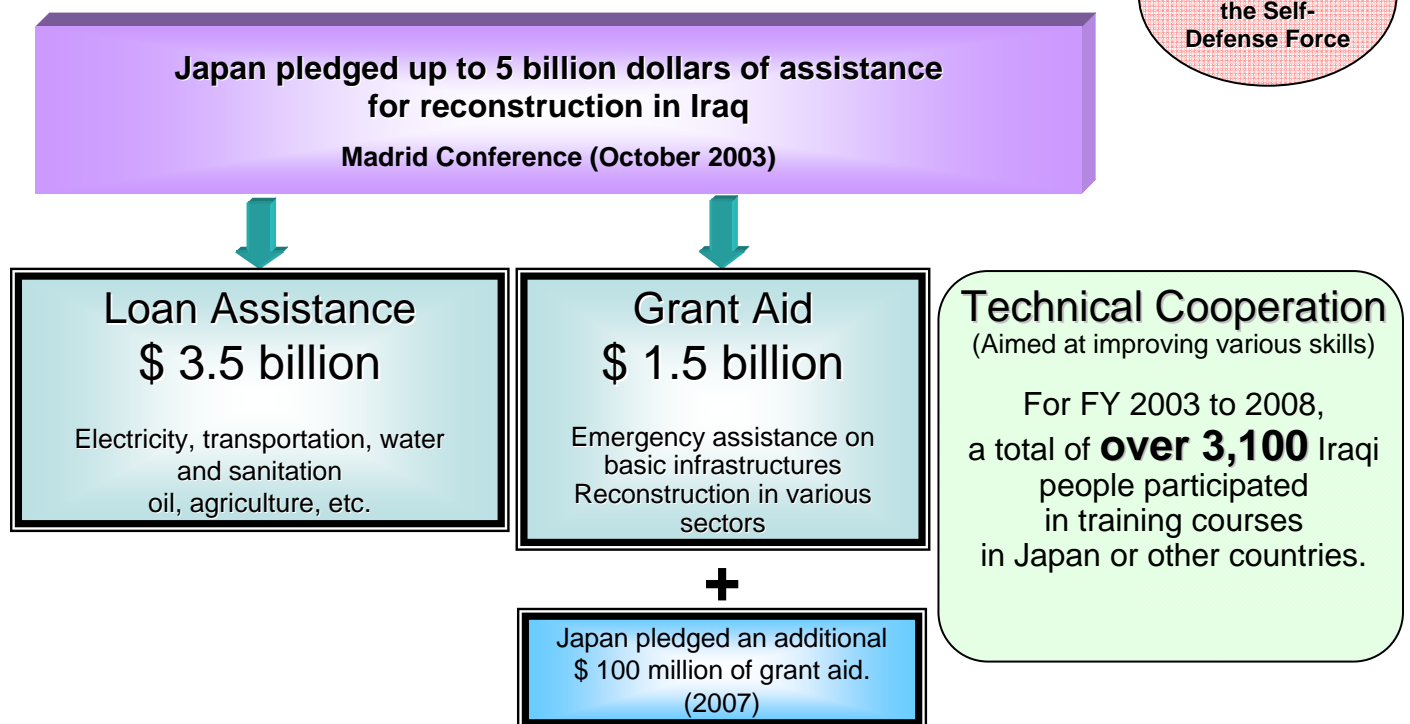 the Self-
Defense Force
Japan pledged up to 5 billion dollars of assistance
for reconstruction in Iraq
Madrid Conference (October 2003)
Loan Assistance
$ 3.5 billion
Electricity, transportation, water
and sanitation
oil, agriculture, etc.
Grant Aid
$ 1.5 billion
Emergency assistance on
basic infrastructures
Reconstruction in various
sectors
+
Japan pledged an additional
$ 100 million of grant aid.
(2007)
Technical Cooperation
(Aimed at improving various skills)
For FY 2003 to 2008,
a total of over 3,100 Iraqi
people participated
in training courses
in Japan or other countries.